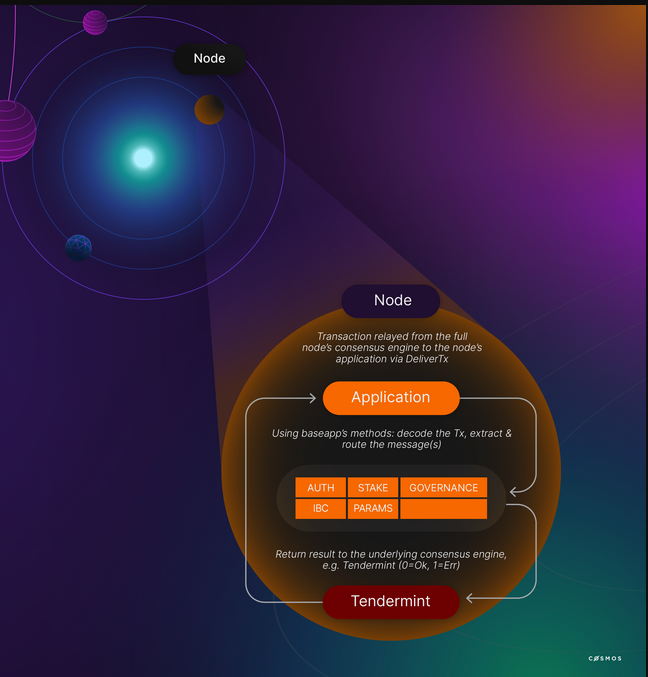 Node
Node
Transaction relayed from the full
node's consensus engine to the node's
application via DeliverTx
Application
Using baseapp's methods: decode the Tx, extract &
route the message(s)
AUTH STAKE GOVERNANCE
IBC PARAMS
Return result to the underlying consensus engine,
e.g. Tendermint (0=Ok, 1=Err)
Tendermint
COSMOS